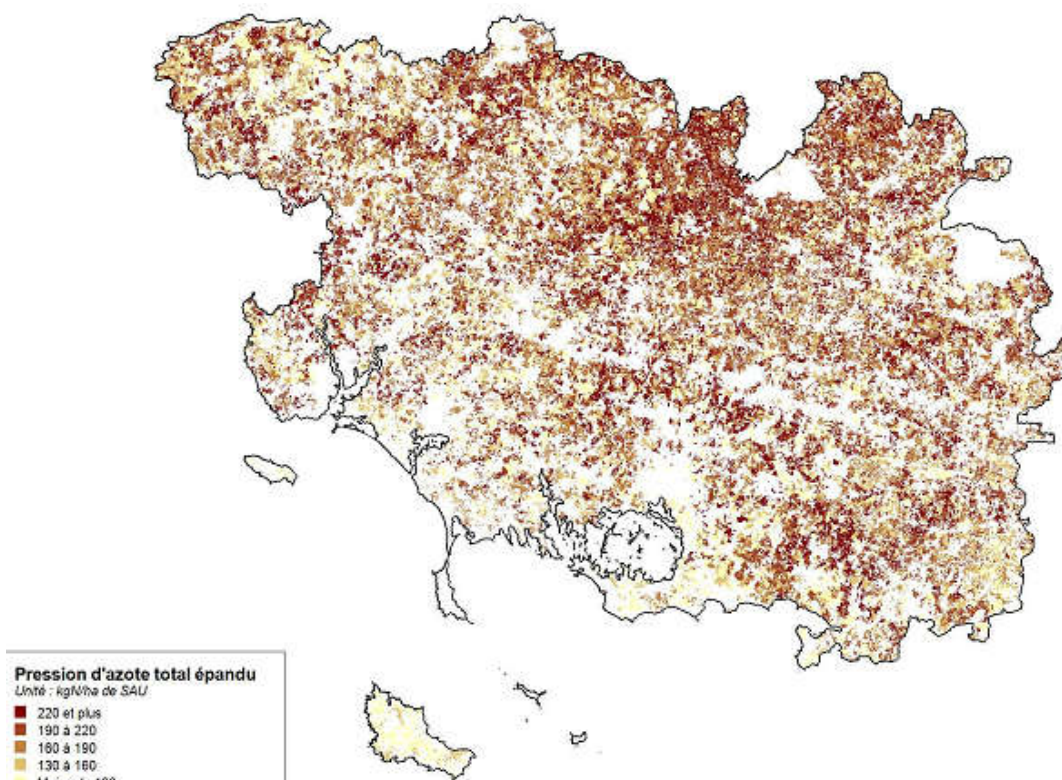 Pression d'azote total épandu
Unité : kgN/ha de SAU
220 et plus
190 à 220
160 à 190
130 à 160